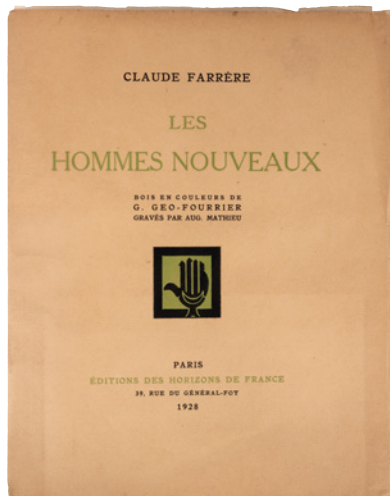 CLAUDE FARRÈRE
LES
HOMMES NOUVEAUX
BOIS EN COULEURS DE
G. GEO-FOURRIER
GRAVÉS PAR AUG. MATHIEU
PARIS
ÉDITIONS DES HORIZONS DE FRANCE
39, RUE DU GÉNÉRAL-FOY
1928